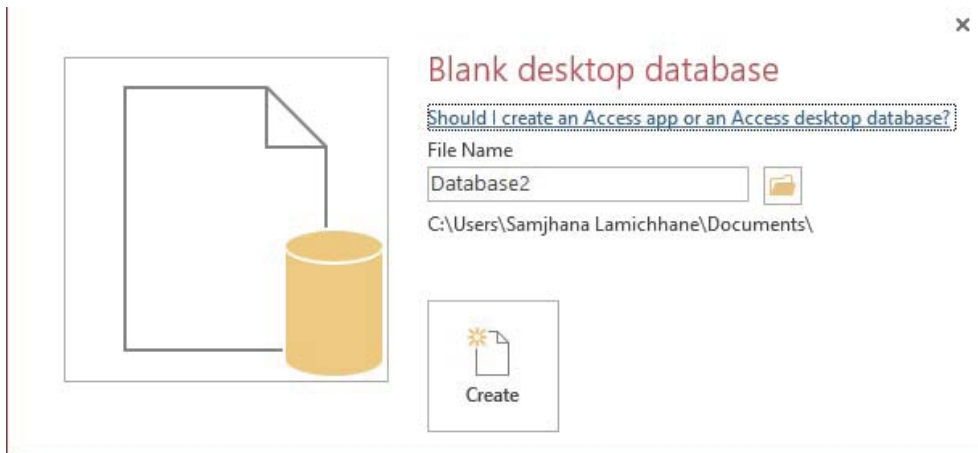 Blank desktop database
Should I create an Access app or an Access desktop database?
File Name
Database2
C:\Users\Samjhana Lamichhane\Documents\
Create